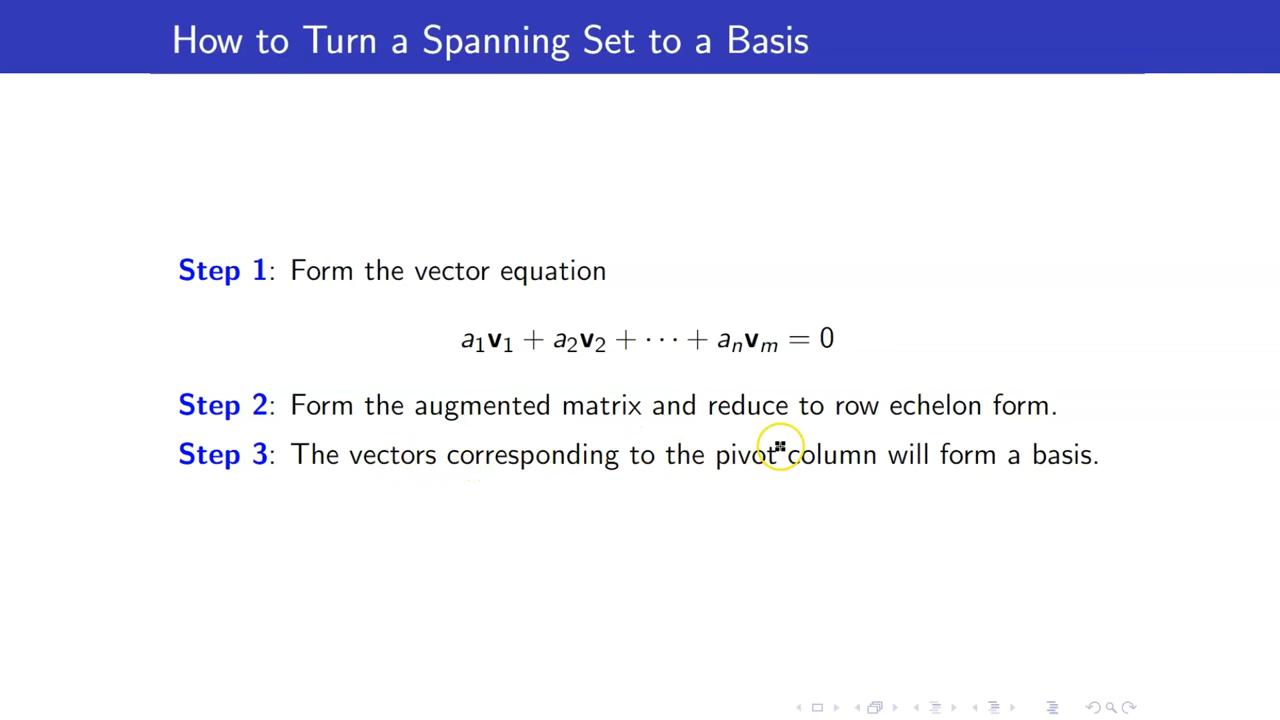 How to Turn a Spanning Set to a Basis
Step 1: Form the vector equation
a₁v₁ + a₂v₂ + ⋯ + aₙvₘ = 0
Step 2: Form the augmented matrix and reduce to row echelon form.
Step 3: The vectors corresponding to the pivot column will form a basis.